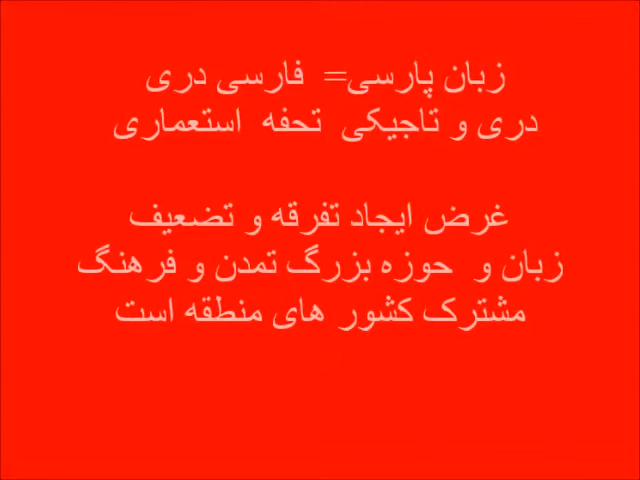 زبان پارسی= فارسی دری
دری و تاجیکی تحفه استعماری
غرض ایجاد تفرقه و تضعیف
زبان و حوزه بزرگ تمدن و فرهنگ
مشترک کشور های منطقه است